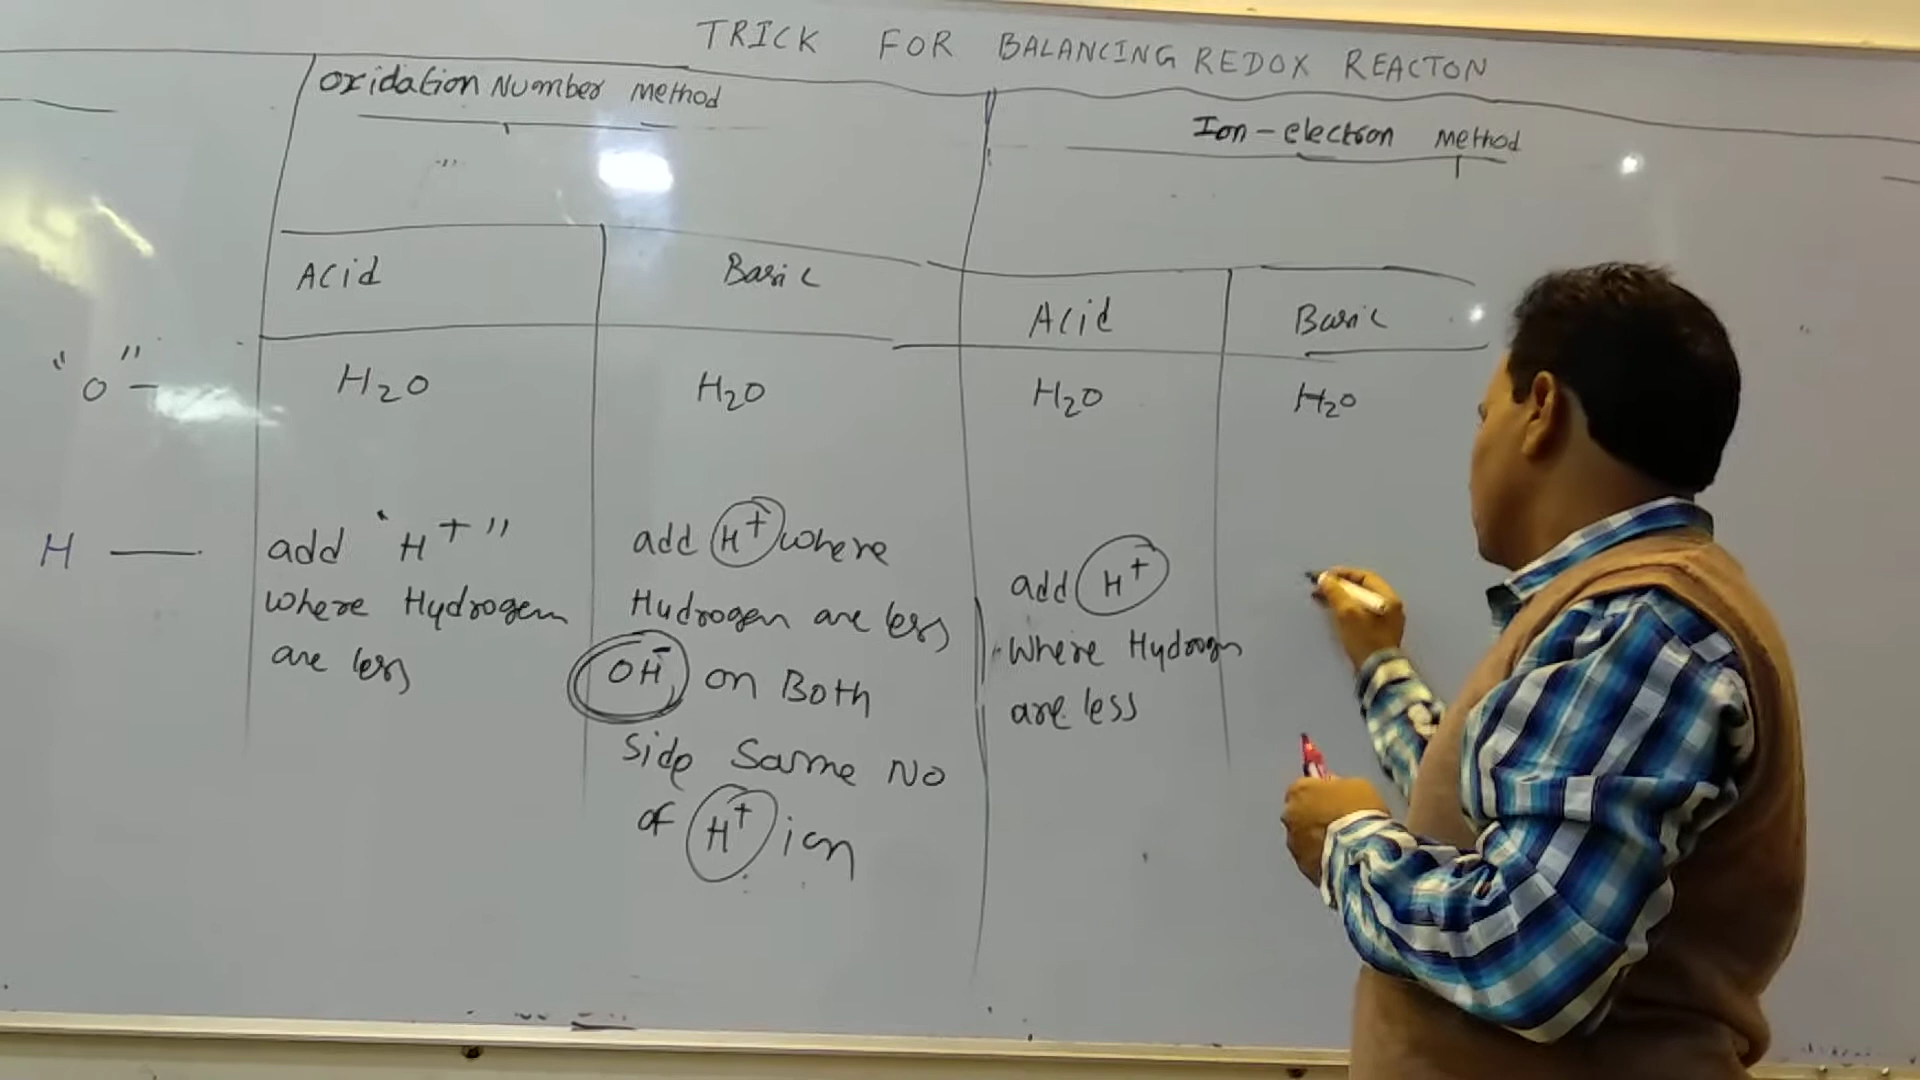 TRICK FOR BALANCING REDOX REACTON
Oxidation Number Method
Ion-electron Method
Acid
Basic
Acid
Basic
"O" —
H2O
H2O
H2O
H2O
H —
add "H+"
where Hydrogen
are less
add H+ where
Hydrogen are less
OH- on Both
Side Same No
of H+ ion
add H+
Where Hydrogen
are less